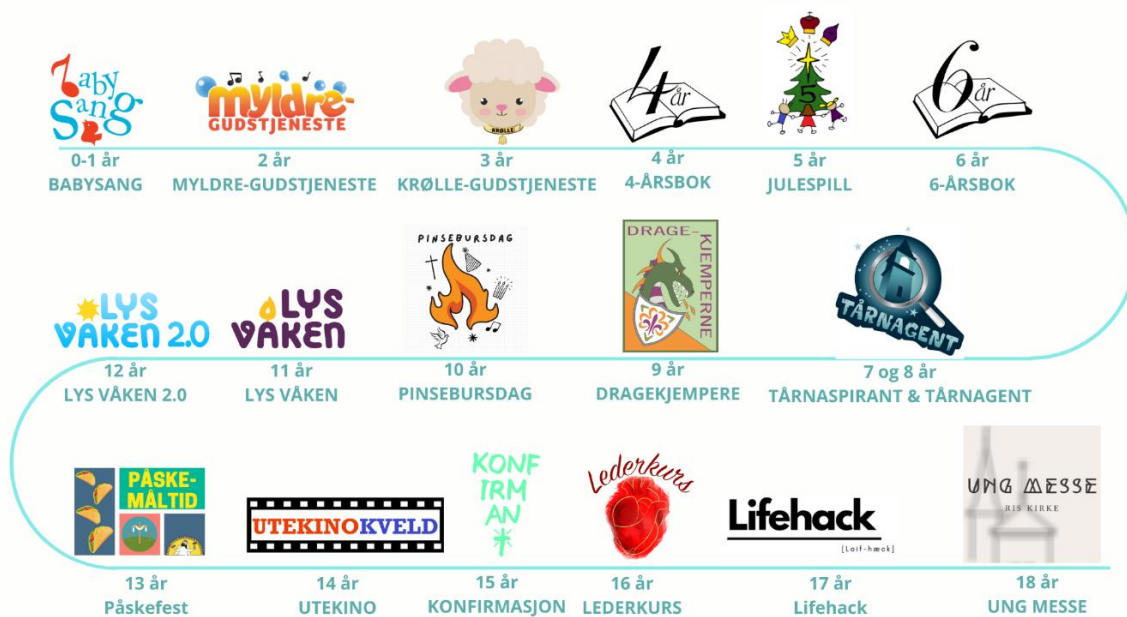 Baby
Sang
myldre-
GUDSTJENESTE
KRØLLE
4
år
5
6
år
0-1 år
BABYSANG
2 år
MYLDRE-GUDSTJENESTE
3 år
KRØLLE-GUDSTJENESTE
4 år
4-ÅRSBOK
5 år
JULESPILL
6 år
6-ÅRSBOK
LYS
VÅKEN 2.0
LYS
VÅKEN
PINSEBURSDAG
DRAGE-
KJEMPERNE
TÅRNAGENT
12 år
LYS VÅKEN 2.0
11 år
LYS VÅKEN
10 år
PINSEBURSDAG
9 år
DRAGEKJEMPERE
7 og 8 år
TÅRNASPIRANT & TÅRNAGENT
PÅSKE-
MÅLTID
UTEKINOKVELD
KONF
IRM
AN
Lederkurs
Lifehack
[Laif-hæck]
UNG MESSE
RIS KIRKE
13 år
Påskefest
14 år
UTEKINO
15 år
KONFIRMASJON
16 år
LEDERKURS
17 år
Lifehack
18 år
UNG MESSE